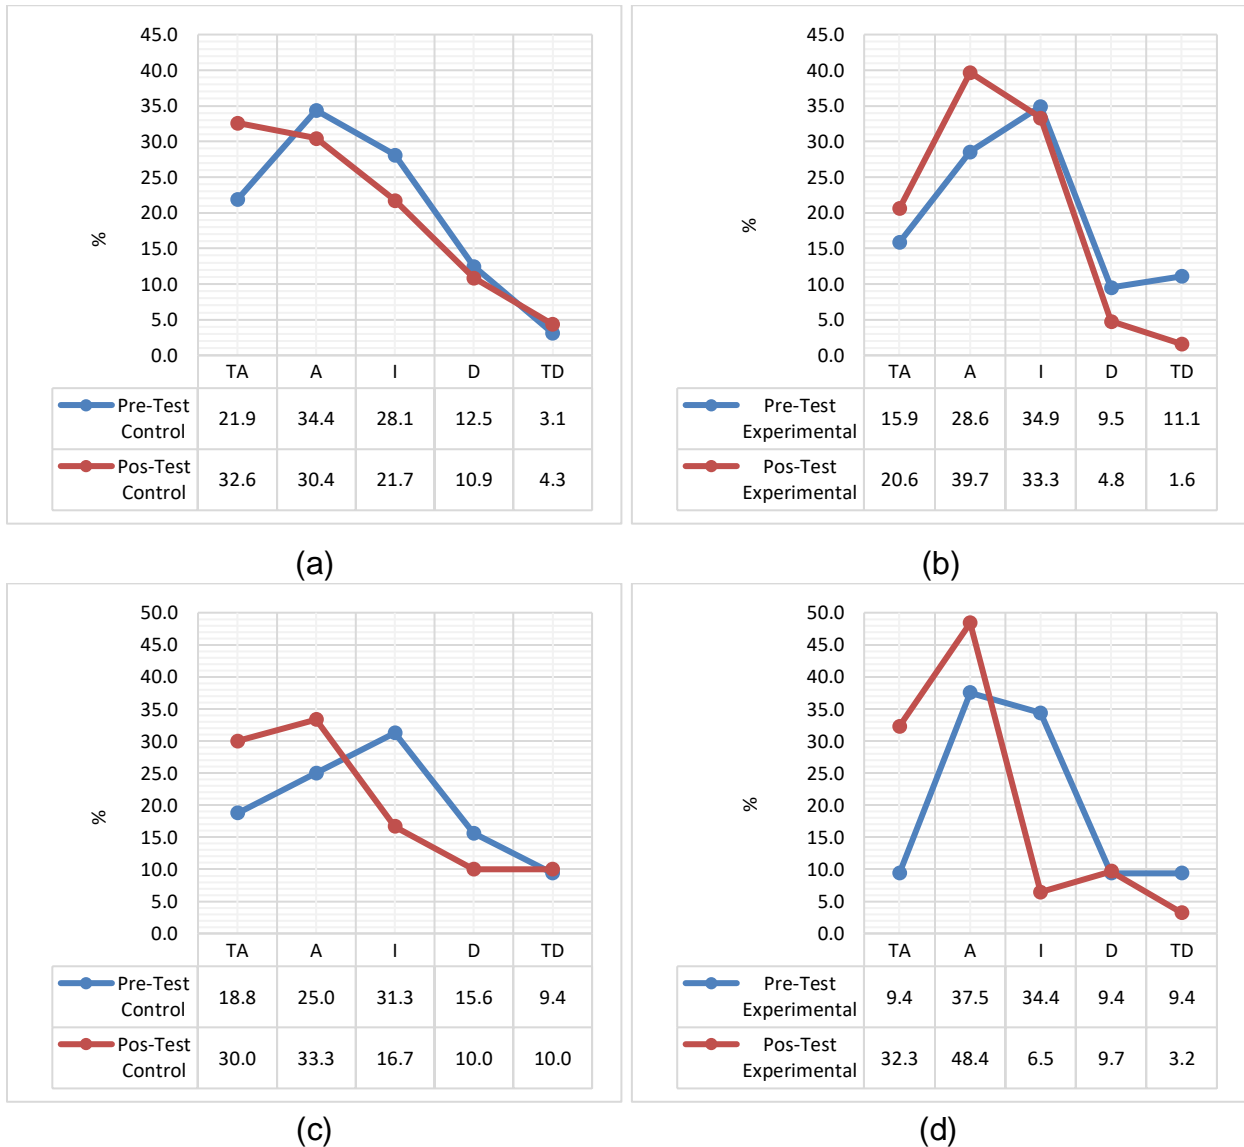 45.0
40.0
35.0
30.0
25.0
20.0
15.0
10.0
5.0
0.0
%
TA A I D TD
Pre-Test Control 21.9 34.4 28.1 12.5 3.1
Pos-Test Control 32.6 30.4 21.7 10.9 4.3
(a)
45.0
40.0
35.0
30.0
25.0
20.0
15.0
10.0
5.0
0.0
%
TA A I D TD
Pre-Test Experimental 15.9 28.6 34.9 9.5 11.1
Pos-Test Experimental 20.6 39.7 33.3 4.8 1.6
(b)
50.0
45.0
40.0
35.0
30.0
25.0
20.0
15.0
10.0
5.0
0.0
%
TA A I D TD
Pre-Test Control 18.8 25.0 31.3 15.6 9.4
Pos-Test Control 30.0 33.3 16.7 10.0 10.0
(c)
50.0
45.0
40.0
35.0
30.0
25.0
20.0
15.0
10.0
5.0
0.0
%
TA A I D TD
Pre-Test Experimental 9.4 37.5 34.4 9.4 9.4
Pos-Test Experimental 32.3 48.4 6.5 9.7 3.2
(d)